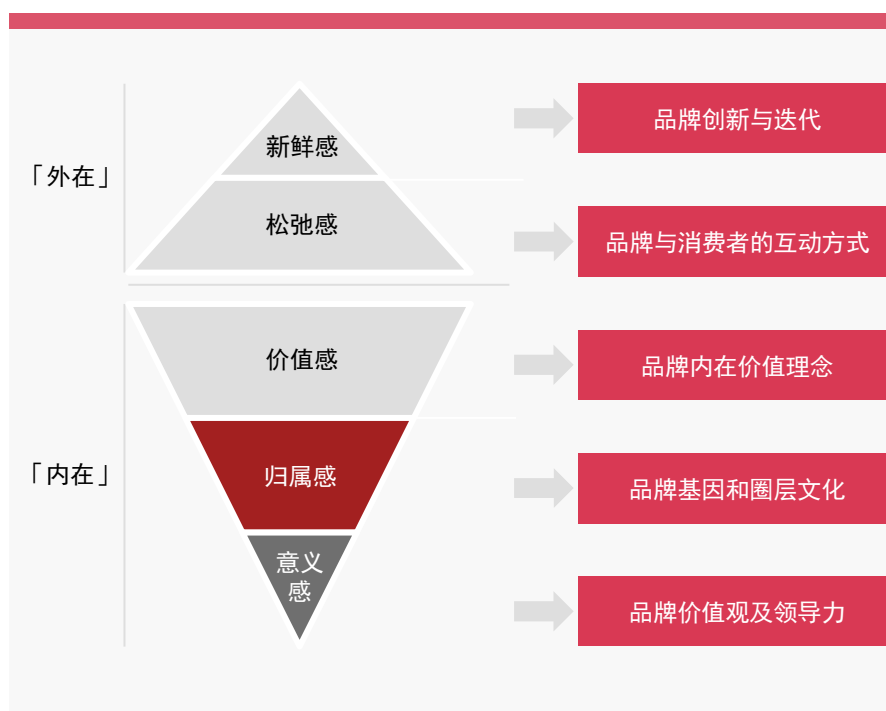 新鲜感
品牌创新与迭代
「外在」
松弛感
品牌与消费者的互动方式
价值感
品牌内在价值理念
「内在」
归属感
品牌基因和圈层文化
意义
感
品牌价值观及领导力